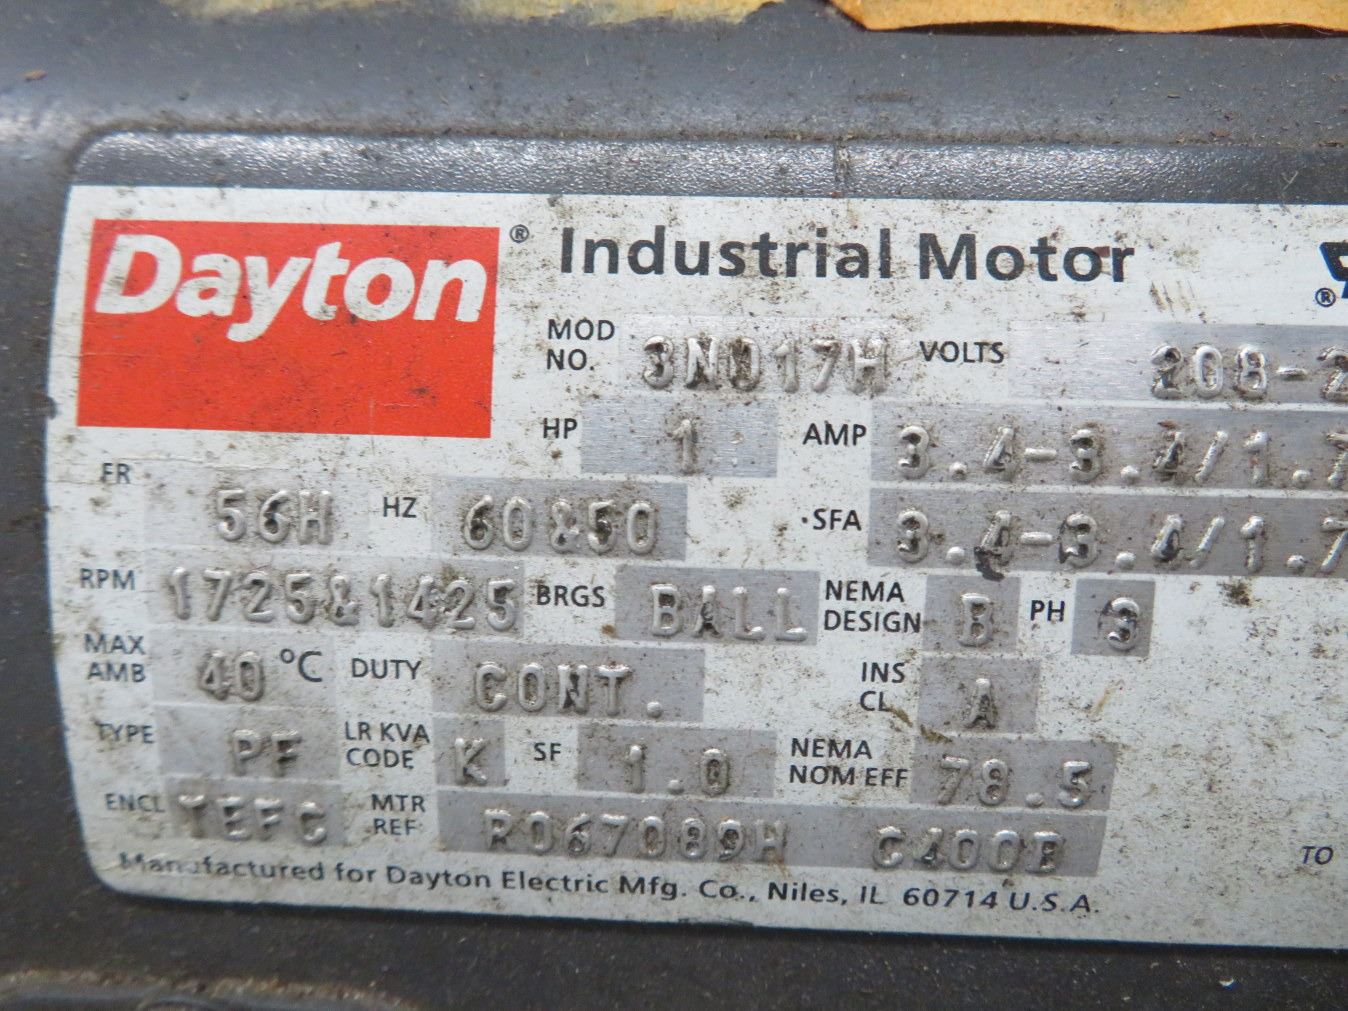 Dayton® Industrial Motor ®
MOD NO. 3N017H VOLTS 208-2
HP 1 AMP 3.4-3.4/1.7
FR 56H HZ 60&50 SFA 3.4-3.4/1.7
RPM 1725&1425 BRGS BALL NEMA DESIGN B PH 3
MAX AMB 40 °C DUTY CONT. INS CL A
TYPE PF LR KVA CODE K SF 1.0 NEMA NOM EFF 78.5
ENCL TEFC MTR REF R067089H C400B
TO
Manufactured for Dayton Electric Mfg. Co., Niles, IL 60714 U.S.A.